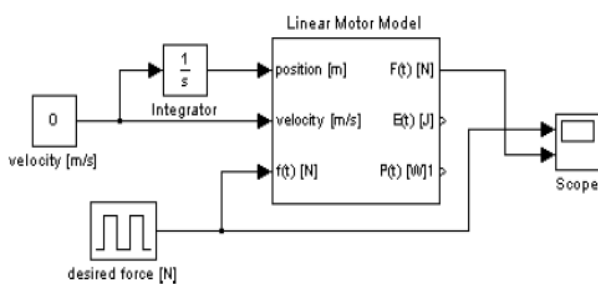 Linear Motor Model
1
s
Integrator
position [m]
F(t) [N]
0
velocity [m/s]
velocity [m/s]
E(t) [J]
f(t) [N]
P(t) [W]1
Scope
desired force [N]